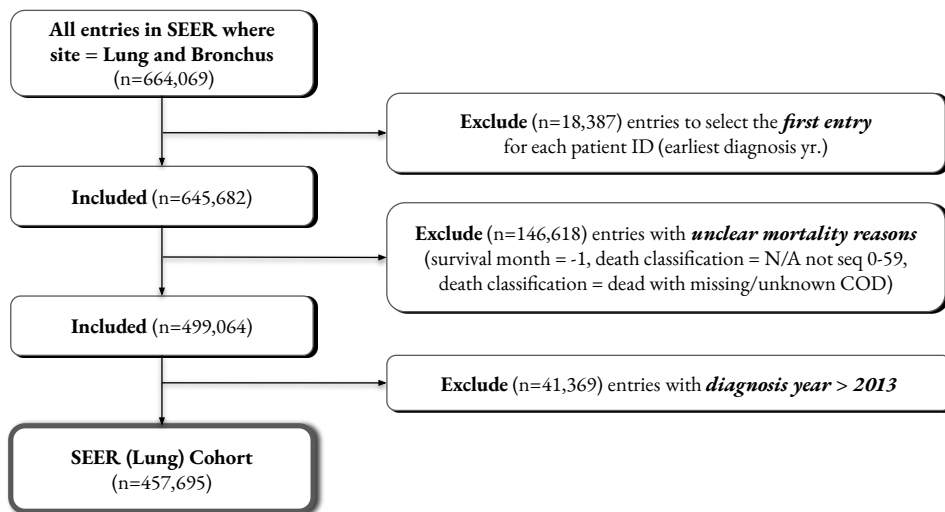 All entries in SEER where
site = Lung and Bronchus
(n=664,069)
Exclude (n=18,387) entries to select the first entry
for each patient ID (earliest diagnosis yr.)
Included (n=645,682)
Exclude (n=146,618) entries with unclear mortality reasons
(survival month = -1, death classification = N/A not seq 0-59,
death classification = dead with missing/unknown COD)
Included (n=499,064)
Exclude (n=41,369) entries with diagnosis year > 2013
SEER (Lung) Cohort
(n=457,695)